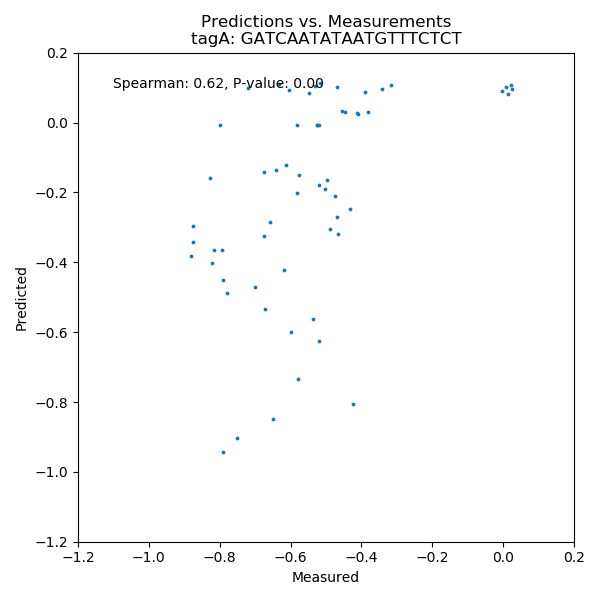 Predictions vs. Measurements
tagA: GATCAATATAATGTTTCTCT
Spearman: 0.62, P-value: 0.00
0.2
0.0
−0.2
−0.4
−0.6
−0.8
−1.0
−1.2
Predicted
−1.2 −1.0 −0.8 −0.6 −0.4 −0.2 0.0 0.2
Measured